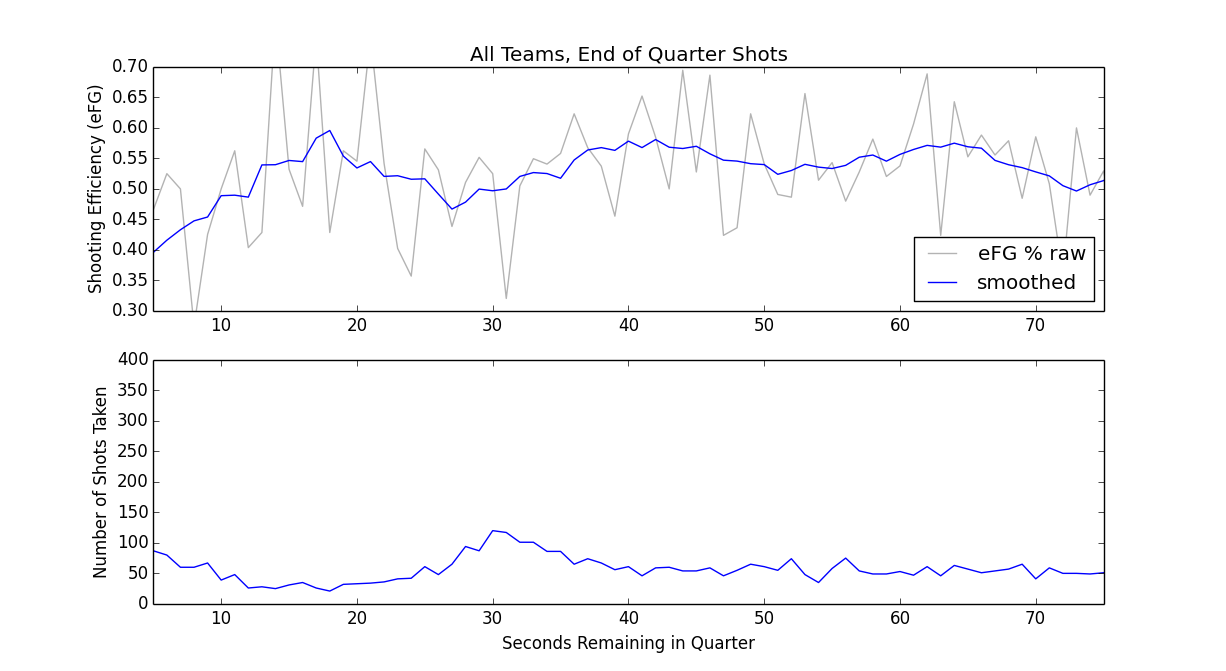 All Teams, End of Quarter Shots
0.70
0.65
0.60
0.55
0.50
0.45
0.40
0.35
0.30
Shooting Efficiency (eFG)
eFG % raw
smoothed
10 20 30 40 50 60 70
400
350
300
250
200
150
100
50
0
Number of Shots Taken
10 20 30 40 50 60 70
Seconds Remaining in Quarter